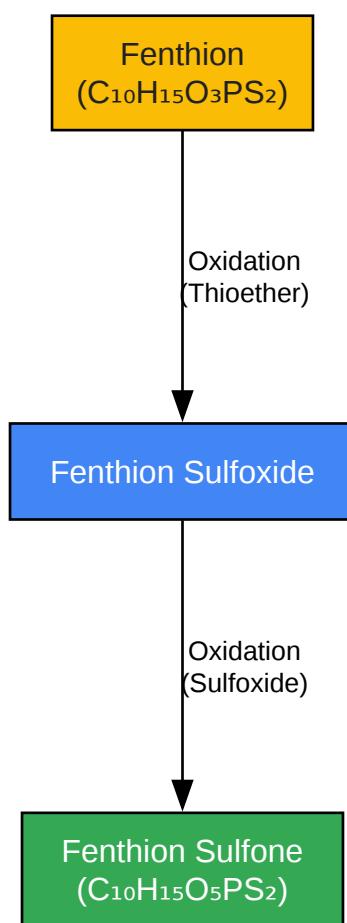 Fenthion
(C₁₀H₁₅O₃PS₂)
Oxidation
(Thioether)
Fenthion Sulfoxide
Oxidation
(Sulfoxide)
Fenthion Sulfone
(C₁₀H₁₅O₅PS₂)